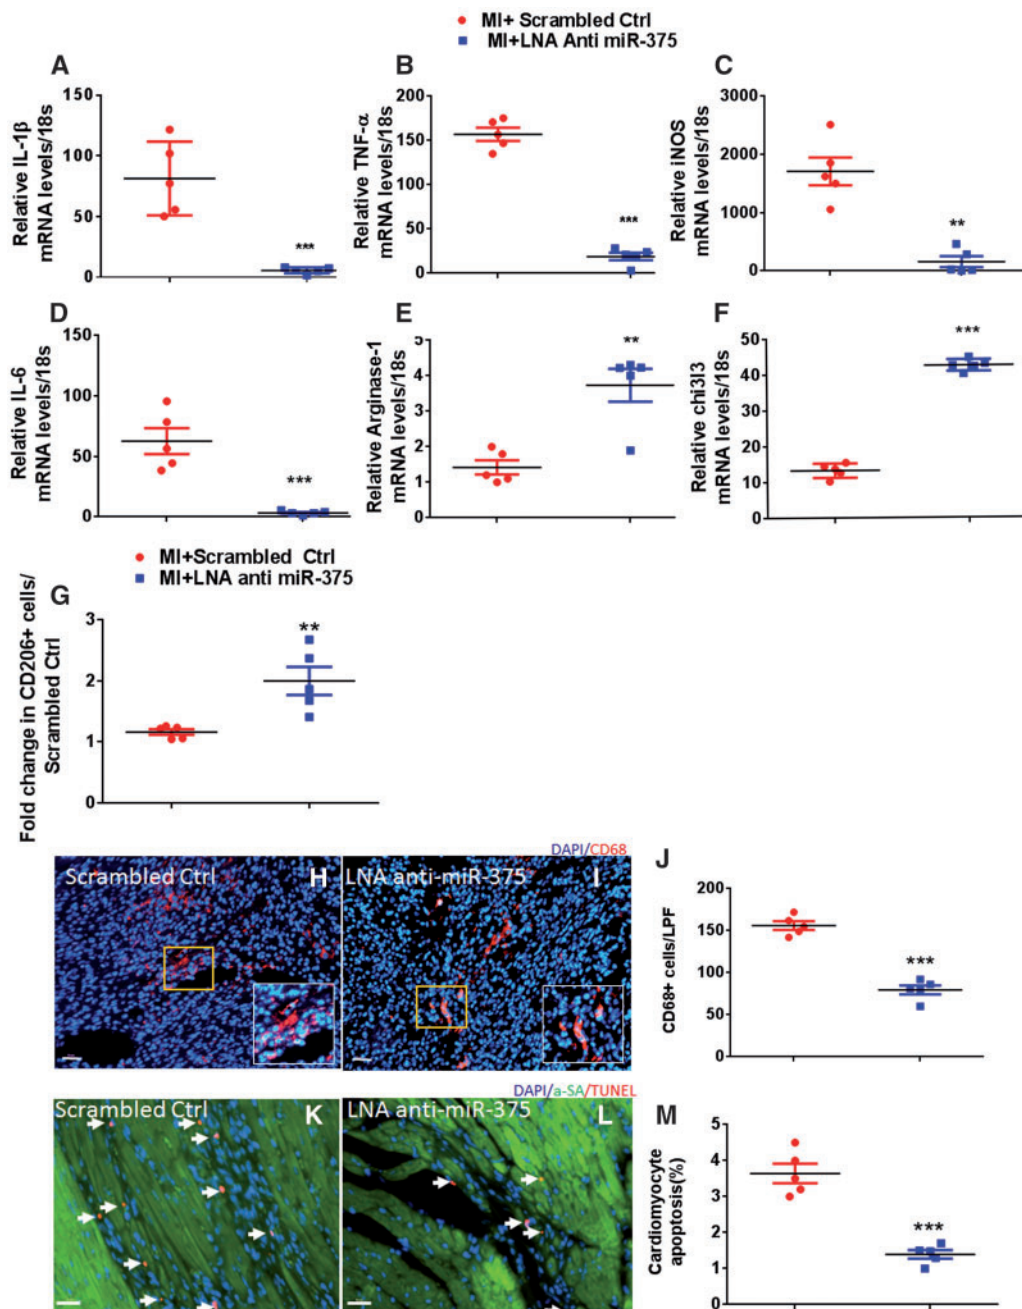 MI+ Scrambled Ctrl
MI+LNA Anti miR-375
A
Relative IL-1β
mRNA levels/18s
150
100
50
0
***
B
Relative TNF-α
mRNA levels/18s
200
150
100
50
0
***
C
Relative iNOS
mRNA levels/18s
3000
2000
1000
0
**
D
Relative IL-6
mRNA levels/18s
150
100
50
0
***
E
Relative Arginase-1
mRNA levels/18s
5
4
3
2
1
0
**
F
Relative chi3l3
mRNA levels/18s
50
40
30
20
10
0
***
MI+Scrambled Ctrl
MI+LNA anti miR-375
G
Fold change in CD206+ cells/
Scrambled Ctrl
3
2
1
0
**
DAPI/CD68
Scrambled Ctrl
H
LNA anti-miR-375
I
J
CD68+ cells/LPF
200
150
100
50
0
***
DAPI/a-SA/TUNEL
Scrambled Ctrl
K
LNA anti-miR-375
L
M
Cardiomyocyte
apoptosis(%)
5
4
3
2
1
0
***